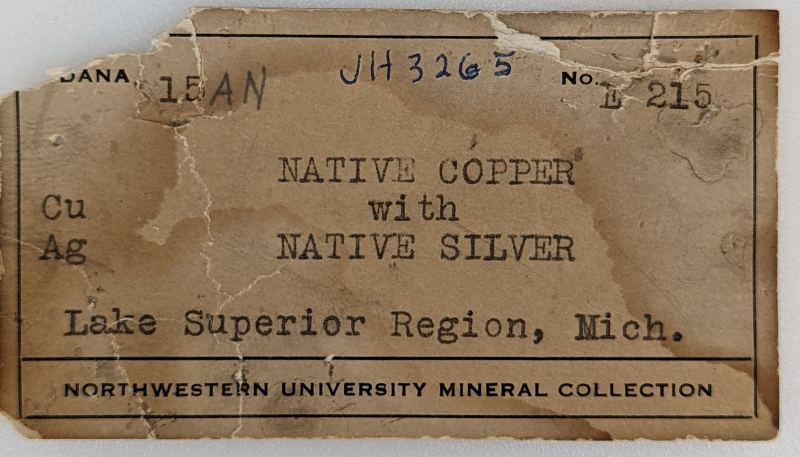 DANA 15AN JH3265 No. E 215
NATIVE COPPER
Cu with
Ag NATIVE SILVER
Lake Superior Region, Mich.
NORTHWESTERN UNIVERSITY MINERAL COLLECTION